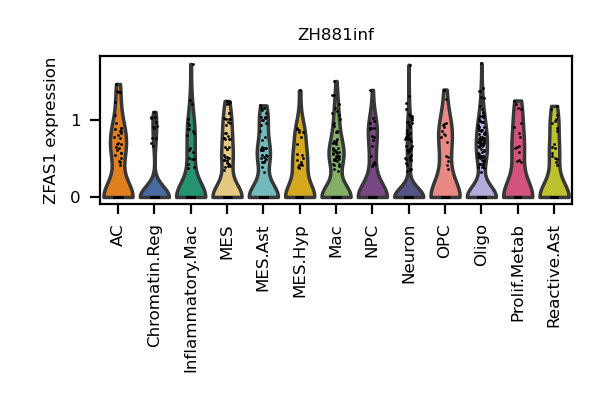 ZH881inf
ZFAS1 expression
1
0
AC
Chromatin.Reg
Inflammatory.Mac
MES
MES.Ast
MES.Hyp
Mac
NPC
Neuron
OPC
Oligo
Prolif.Metab
Reactive.Ast